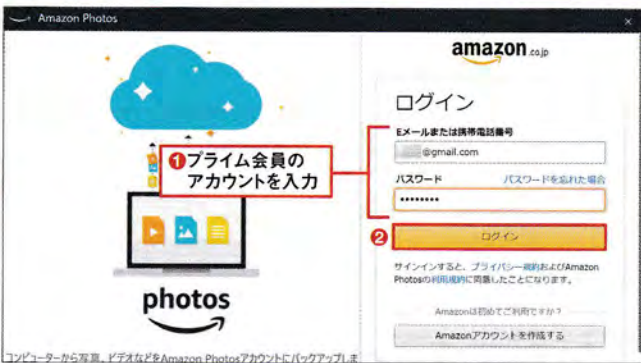 Amazon Photos
×
amazon.co.jp
ログイン
Eメールまたは携帯電話番号
@gmail.com
❶プライム会員の
アカウントを入力
パスワード パスワードを忘れた場合
••••••••
❷
ログイン
サインインすると、プライバシー規約およびAmazon
Photosの利用規約に同意したことになります。
photos
Amazonは初めてご利用ですか?
Amazonアカウントを作成する
コンピューターから写真、ビデオなどをAmazon Photosアカウントにバックアップしま